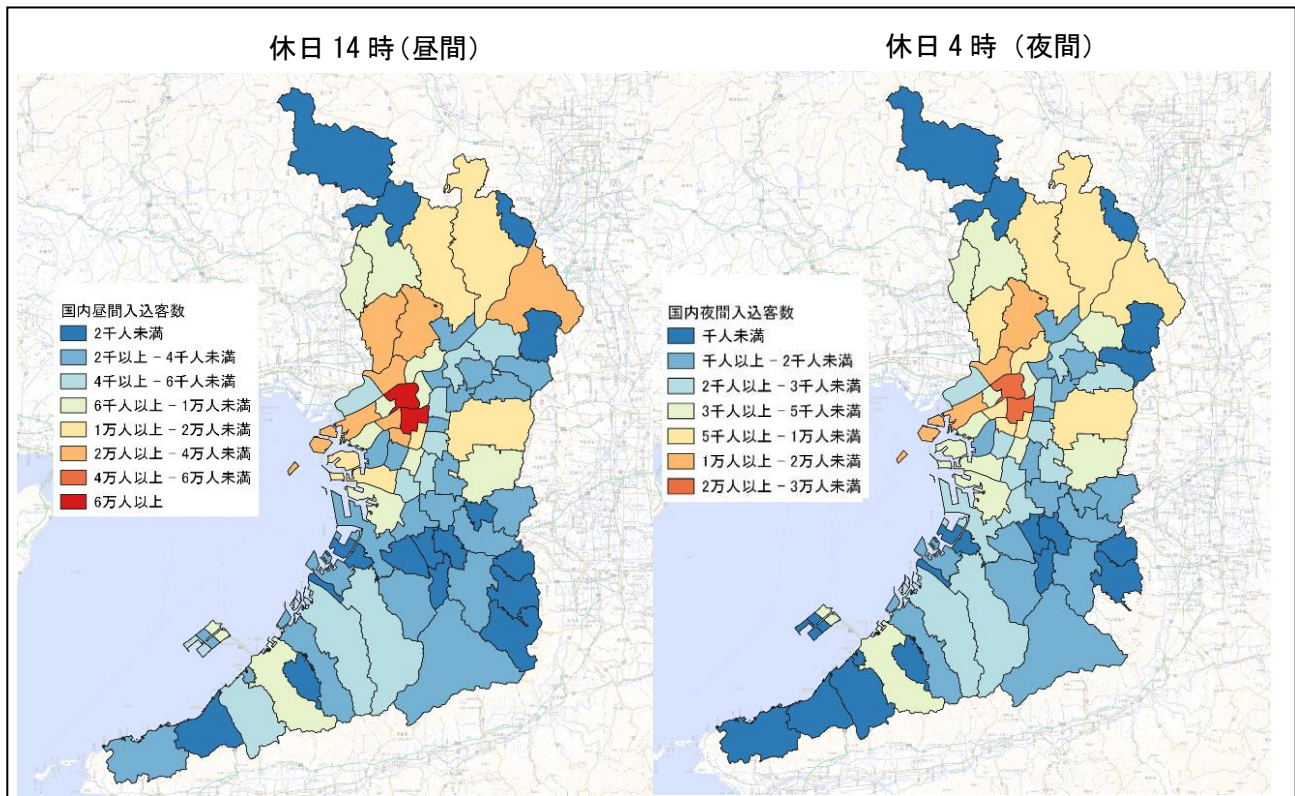 休日 14 時（昼間）
休日 4 時 （夜間）
国内昼間入込客数
2千人未満
2千以上 － 4千人未満
4千以上 － 6千人未満
6千人以上 － 1万人未満
1万人以上 － 2万人未満
2万人以上 － 4万人未満
4万人以上 － 6万人未満
6万人以上
国内夜間入込客数
千人未満
千人以上 － 2千人未満
2千人以上 － 3千人未満
3千人以上 － 5千人未満
5千人以上 － 1万人未満
1万人以上 － 2万人未満
2万人以上 － 3万人未満